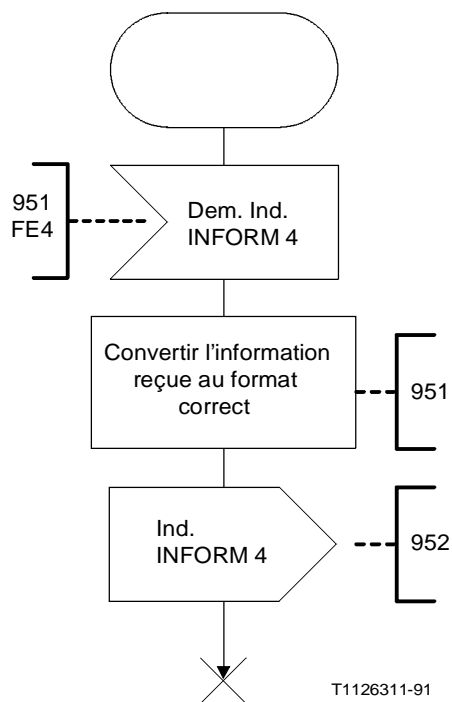 951
FE4
Dem. Ind.
INFORM 4
Convertir l'information
reçue au format
correct
951
Ind.
INFORM 4
952
T1126311-91